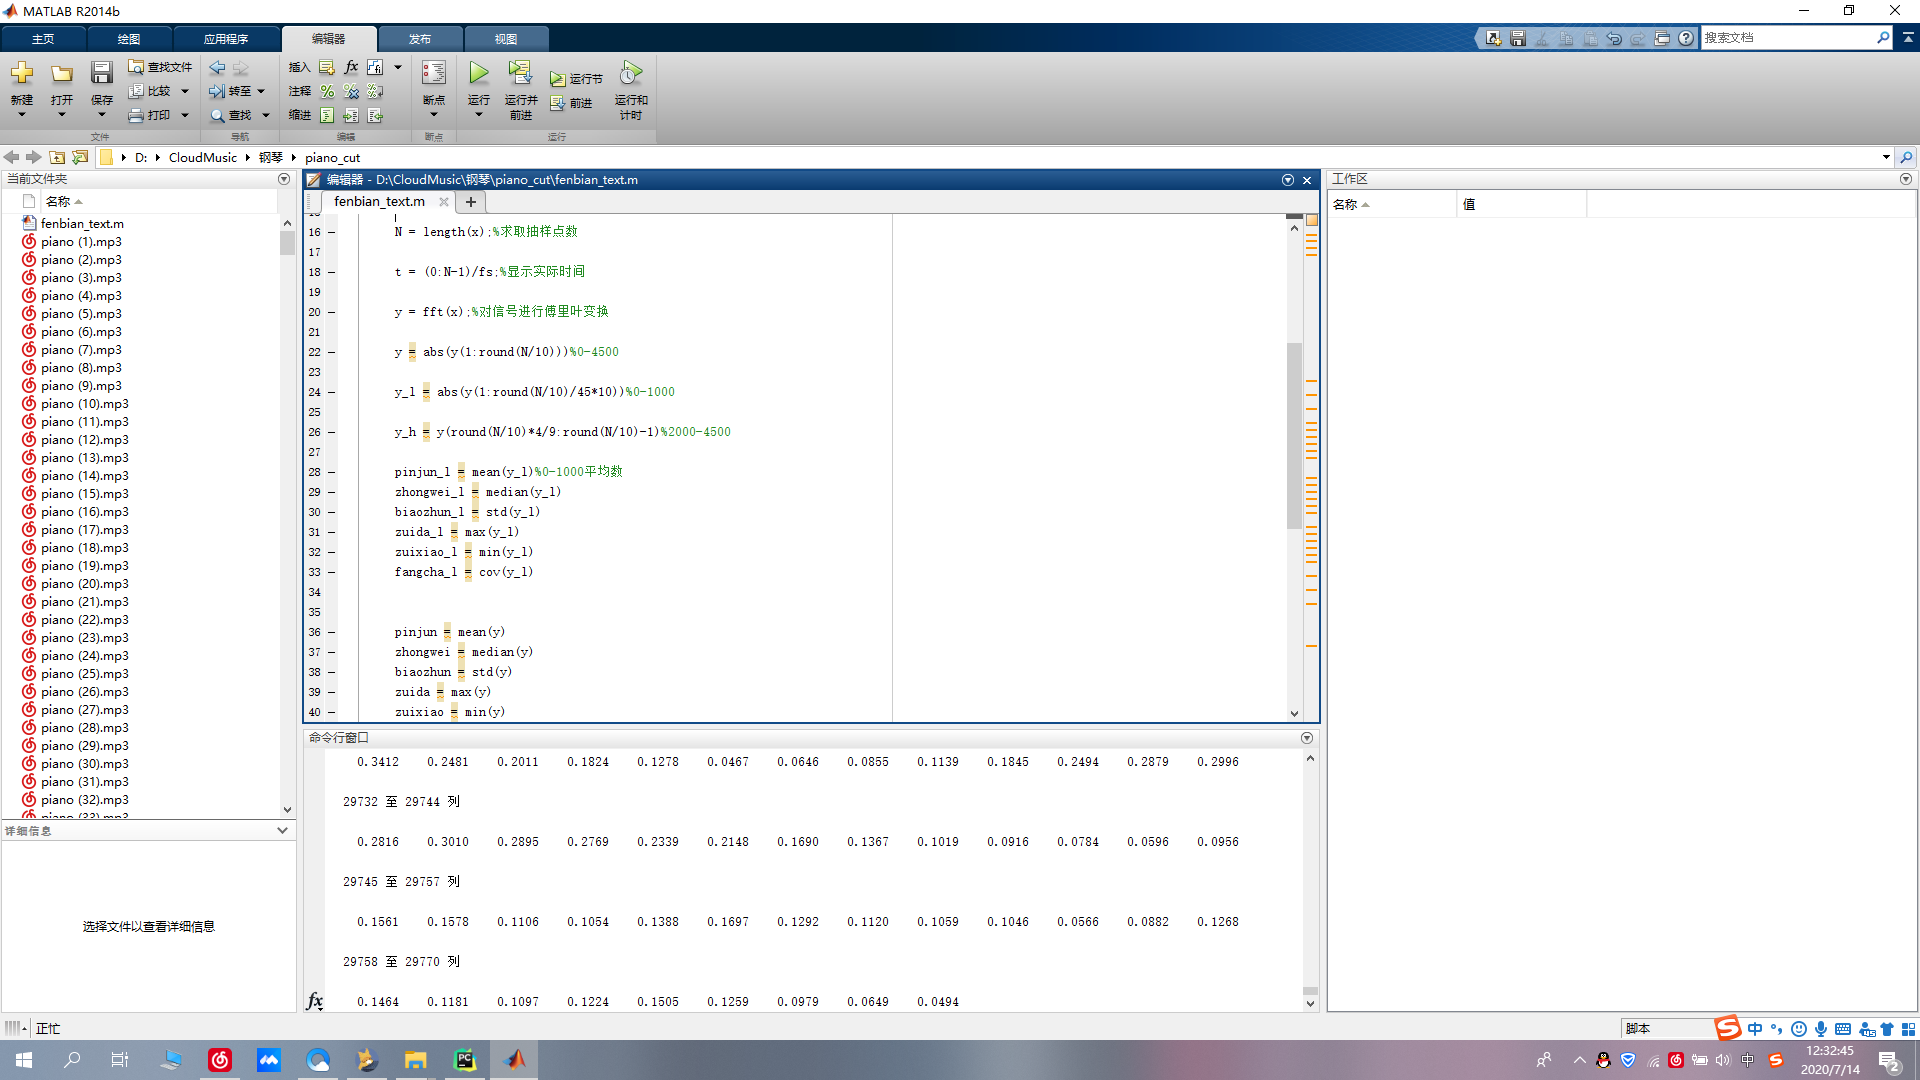 MATLAB R2014b
主页 绘图 应用程序 编辑器 发布 视图
搜索文档
新建 打开 保存 查找文件 比较 打印
转至 查找
插入 fx 注释 缩进
断点 运行 运行并前进 运行节 前进 运行和计时
文件 导航 编辑 断点 运行
D: CloudMusic 钢琴 piano_cut
当前文件夹
名称
fenbian_text.m
piano (1).mp3
piano (2).mp3
piano (3).mp3
piano (4).mp3
piano (5).mp3
piano (6).mp3
piano (7).mp3
piano (8).mp3
piano (9).mp3
piano (10).mp3
piano (11).mp3
piano (12).mp3
piano (13).mp3
piano (14).mp3
piano (15).mp3
piano (16).mp3
piano (17).mp3
piano (18).mp3
piano (19).mp3
piano (20).mp3
piano (21).mp3
piano (22).mp3
piano (23).mp3
piano (24).mp3
piano (25).mp3
piano (26).mp3
piano (27).mp3
piano (28).mp3
piano (29).mp3
piano (30).mp3
piano (31).mp3
piano (32).mp3
piano (33).mp3
详细信息
选择文件以查看详细信息
编辑器 - D:\CloudMusic\钢琴\piano_cut\fenbian_text.m
fenbian_text.m
15
16 – N = length(x);%求取抽样点数
17
18 – t = (0:N-1)/fs;%显示实际时间
19
20 – y = fft(x);%对信号进行傅里叶变换
21
22 – y = abs(y(1:round(N/10)))%0-4500
23
24 – y_l = abs(y(1:round(N/10)/45*10))%0-1000
25
26 – y_h = y(round(N/10)*4/9:round(N/10)-1)%2000-4500
27
28 – pinjun_l = mean(y_l)%0-1000平均数
29 – zhongwei_l = median(y_l)
30 – biaozhun_l = std(y_l)
31 – zuida_l = max(y_l)
32 – zuixiao_l = min(y_l)
33 – fangcha_l = cov(y_l)
34
35
36 – pinjun = mean(y)
37 – zhongwei = median(y)
38 – biaozhun = std(y)
39 – zuida = max(y)
40 – zuixiao = min(y)
命令行窗口
0.3412 0.2481 0.2011 0.1824 0.1278 0.0467 0.0646 0.0855 0.1139 0.1845 0.2494 0.2879 0.2996
29732 至 29744 列
0.2816 0.3010 0.2895 0.2769 0.2339 0.2148 0.1690 0.1367 0.1019 0.0916 0.0784 0.0596 0.0956
29745 至 29757 列
0.1561 0.1578 0.1106 0.1054 0.1388 0.1697 0.1292 0.1120 0.1059 0.1046 0.0566 0.0882 0.1268
29758 至 29770 列
0.1464 0.1181 0.1097 0.1224 0.1505 0.1259 0.0979 0.0649 0.0494
fx
工作区
名称 值
正忙
脚本
中
中
12:32:45
2020/7/14
2